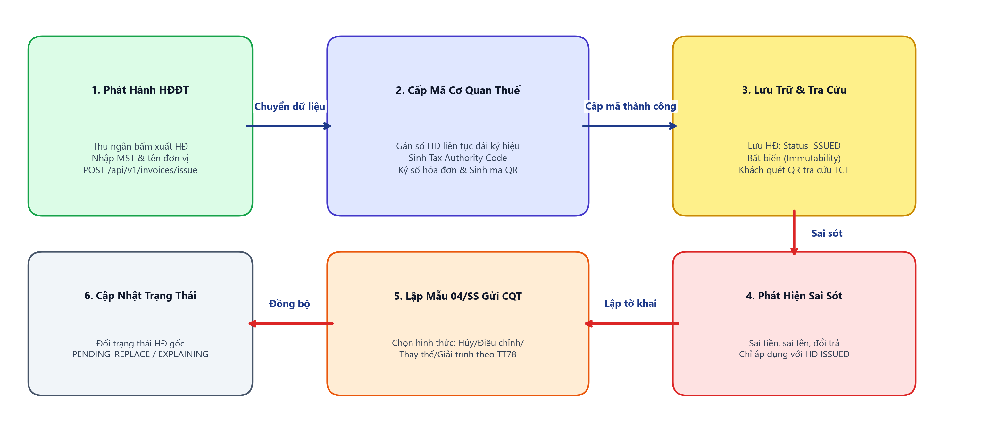 1. Phát Hành HĐĐT
Thu ngân bấm xuất HĐ
Nhập MST & tên đơn vị
POST /api/v1/invoices/issue
Chuyển dữ liệu
2. Cấp Mã Cơ Quan Thuế
Gán số HĐ liên tục dải ký hiệu
Sinh Tax Authority Code
Ký số hóa đơn & Sinh mã QR
Cấp mã thành công
3. Lưu Trữ & Tra Cứu
Lưu HĐ: Status ISSUED
Bất biến (Immutability)
Khách quét QR tra cứu TCT
Sai sót
4. Phát Hiện Sai Sót
Sai tiền, sai tên, đổi trả
Chỉ áp dụng với HĐ ISSUED
Lập tờ khai
5. Lập Mẫu 04/SS Gửi CQT
Chọn hình thức: Hủy/Điều chỉnh/
Thay thế/Giải trình theo TT78
Đồng bộ
6. Cập Nhật Trạng Thái
Đổi trạng thái HĐ gốc
PENDING_REPLACE / EXPLAINING